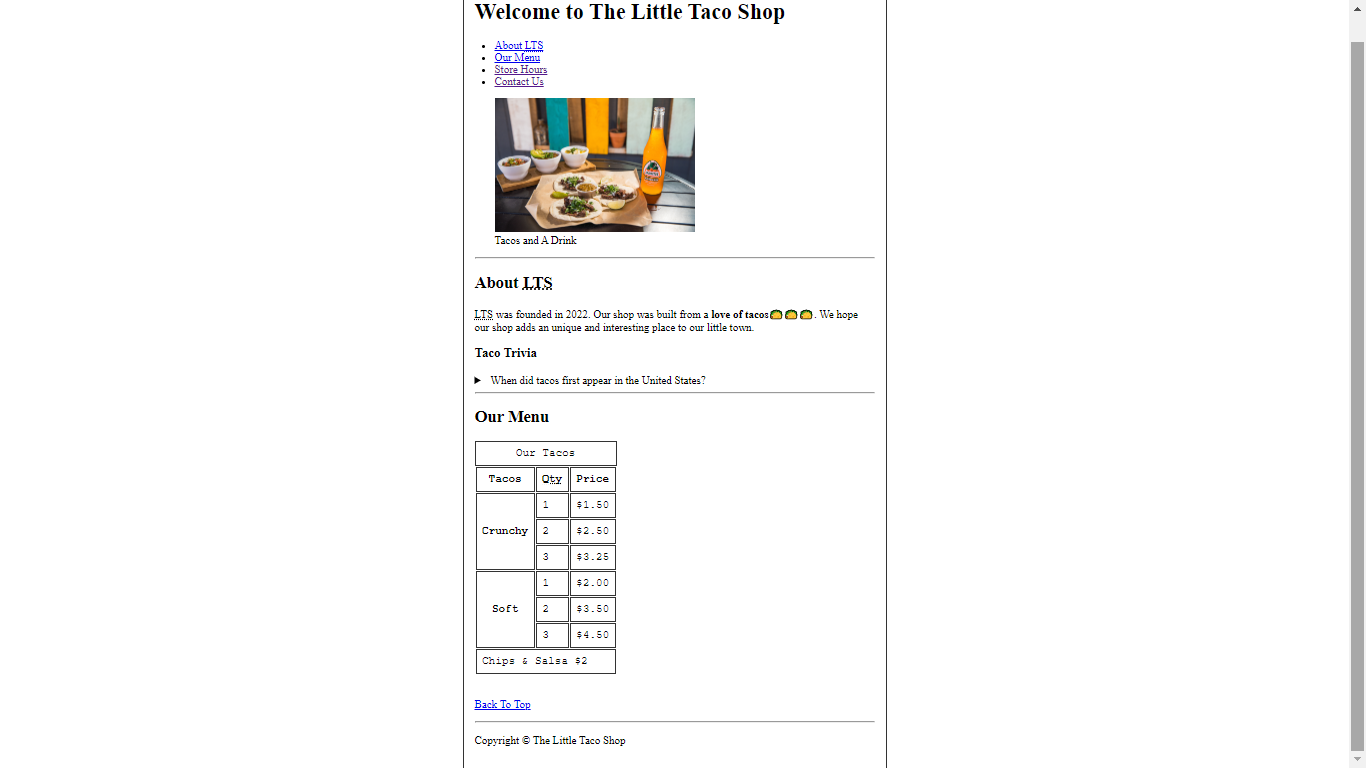 Welcome to The Little Taco Shop
About LTS
Our Menu
Store Hours
Contact Us
Tacos and A Drink
About LTS
LTS was founded in 2022. Our shop was built from a love of tacos🌮🌮🌮. We hope
our shop adds an unique and interesting place to our little town.
Taco Trivia
When did tacos first appear in the United States?
Our Menu
Our Tacos
Tacos Qty Price
1 $1.50
Crunchy 2 $2.50
3 $3.25
1 $2.00
Soft 2 $3.50
3 $4.50
Chips & Salsa $2
Back To Top
Copyright © The Little Taco Shop